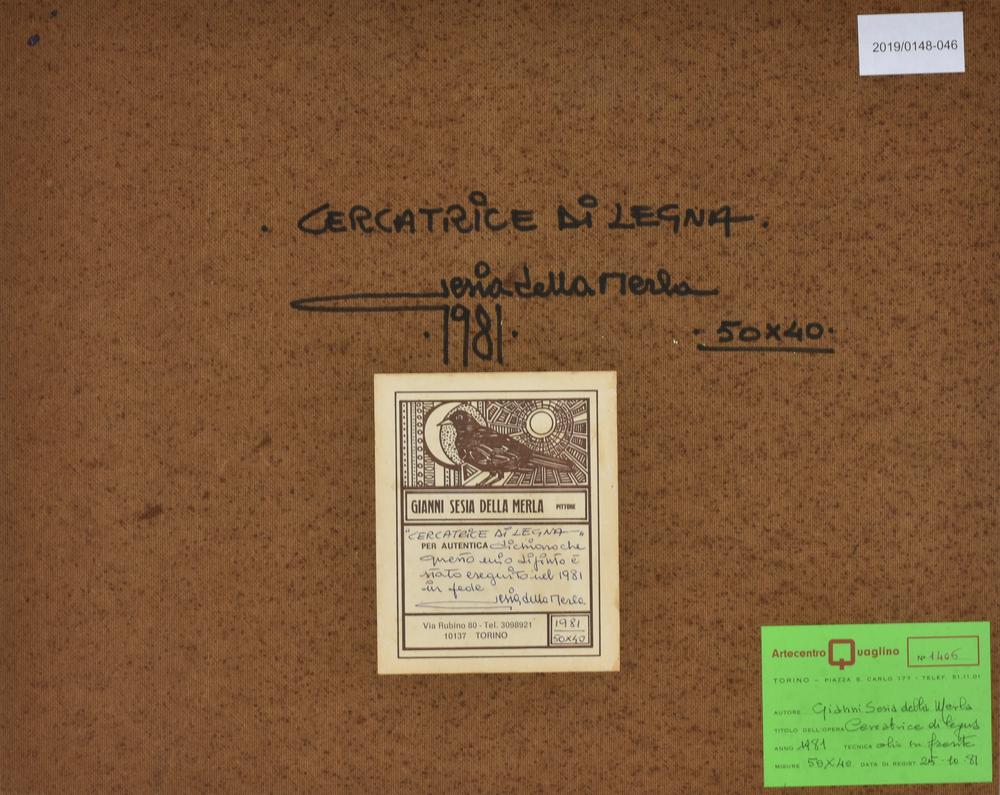 2019/0148-046
. CERCATRICE Di LEGNA.
Sesia della Merla
·1981·
·50x40·
GIANNI SESIA DELLA MERLA PITTORE
"CERCATRICE Di LEGNA"
PER AUTENTICA dichiaro che
questo mio dipinto è
stato eseguito nel 1981
in fede
Sesia della Merla
Via Rubino 80 - Tel. 3098921
10137 TORINO
1981
50x40
Artecentro Quaglino
N° 1406
TORINO - PIAZZA S. CARLO 177 - TELEF. 51.11.01
AUTORE Gianni Sesia della Merla
TITOLO DELL'OPERA Cercatrice di legna
ANNO 1981 TECNICA olio
MISURE 50X40 DATA DI REGIST. 25-10-81